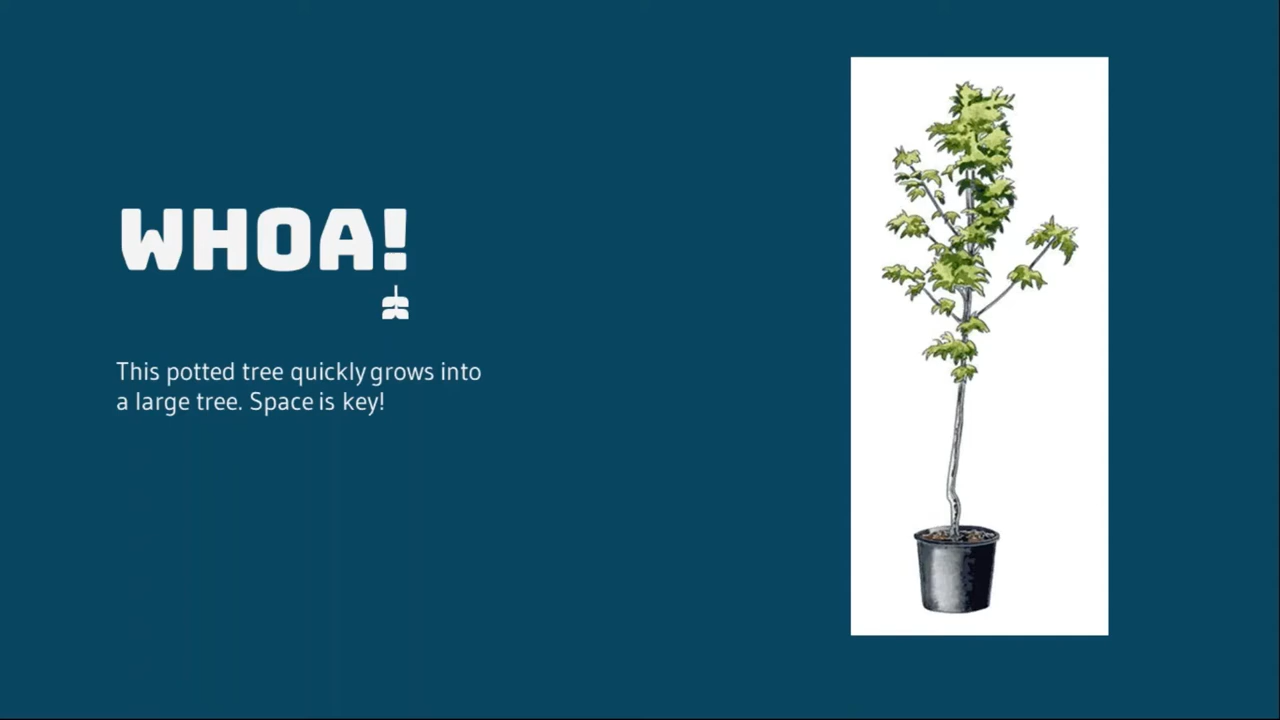 WHOA!
This potted tree quickly grows into
a large tree. Space is key!